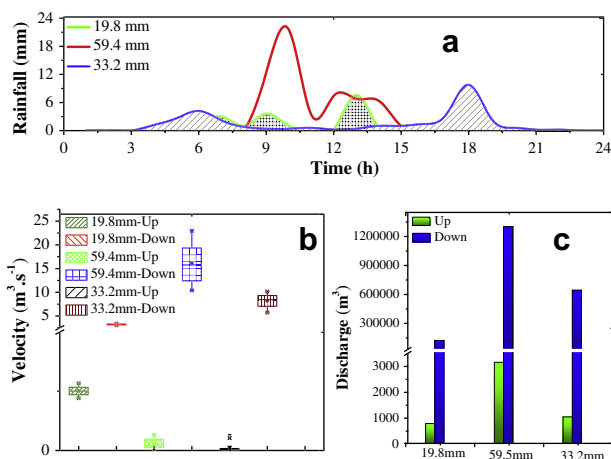 24
18
12
6
0
Rainfall (mm)
19.8 mm
59.4 mm
33.2 mm
a
0 3 6 9 12 15 18 21 24
Time (h)
25
20
15
10
5
0
Velocity (m³.s⁻¹)
19.8mm-Up
19.8mm-Down
59.4mm-Up
59.4mm-Down
33.2mm-Up
33.2mm-Down
b
1200000
900000
600000
300000
3000
2000
1000
0
Discharge (m³)
Up
Down
c
19.8mm 59.5mm 33.2mm